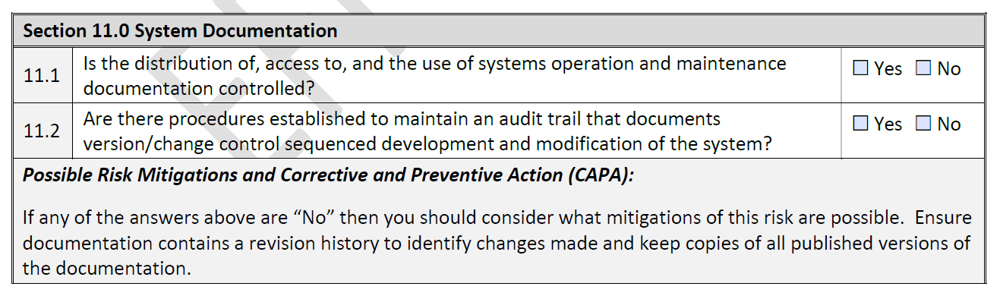 Section 11.0 System Documentation
11.1
Is the distribution of, access to, and the use of systems operation and maintenance
documentation controlled?
Yes No
11.2
Are there procedures established to maintain an audit trail that documents
version/change control sequenced development and modification of the system?
Yes No
Possible Risk Mitigations and Corrective and Preventive Action (CAPA):
If any of the answers above are “No” then you should consider what mitigations of this risk are possible.  Ensure
documentation contains a revision history to identify changes made and keep copies of all published versions of
the documentation.